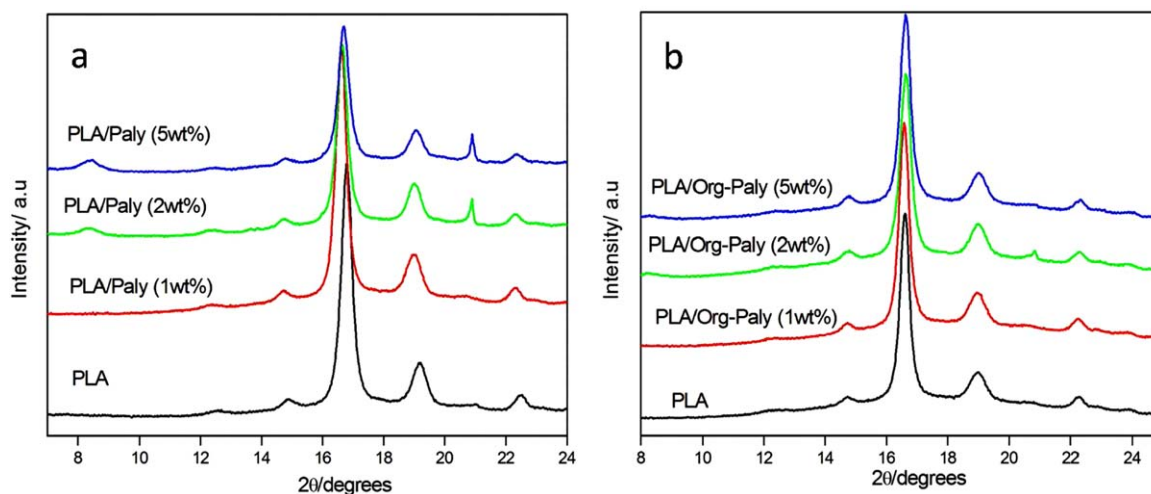 a
PLA/Paly (5wt%)
PLA/Paly (2wt%)
PLA/Paly (1wt%)
PLA
Intensity/ a.u
8 10 12 14 16 18 20 22 24
2θ/degrees
b
PLA/Org-Paly (5wt%)
PLA/Org-Paly (2wt%)
PLA/Org-Paly (1wt%)
PLA
Intensity/ a.u
8 10 12 14 16 18 20 22 24
2θ/degrees